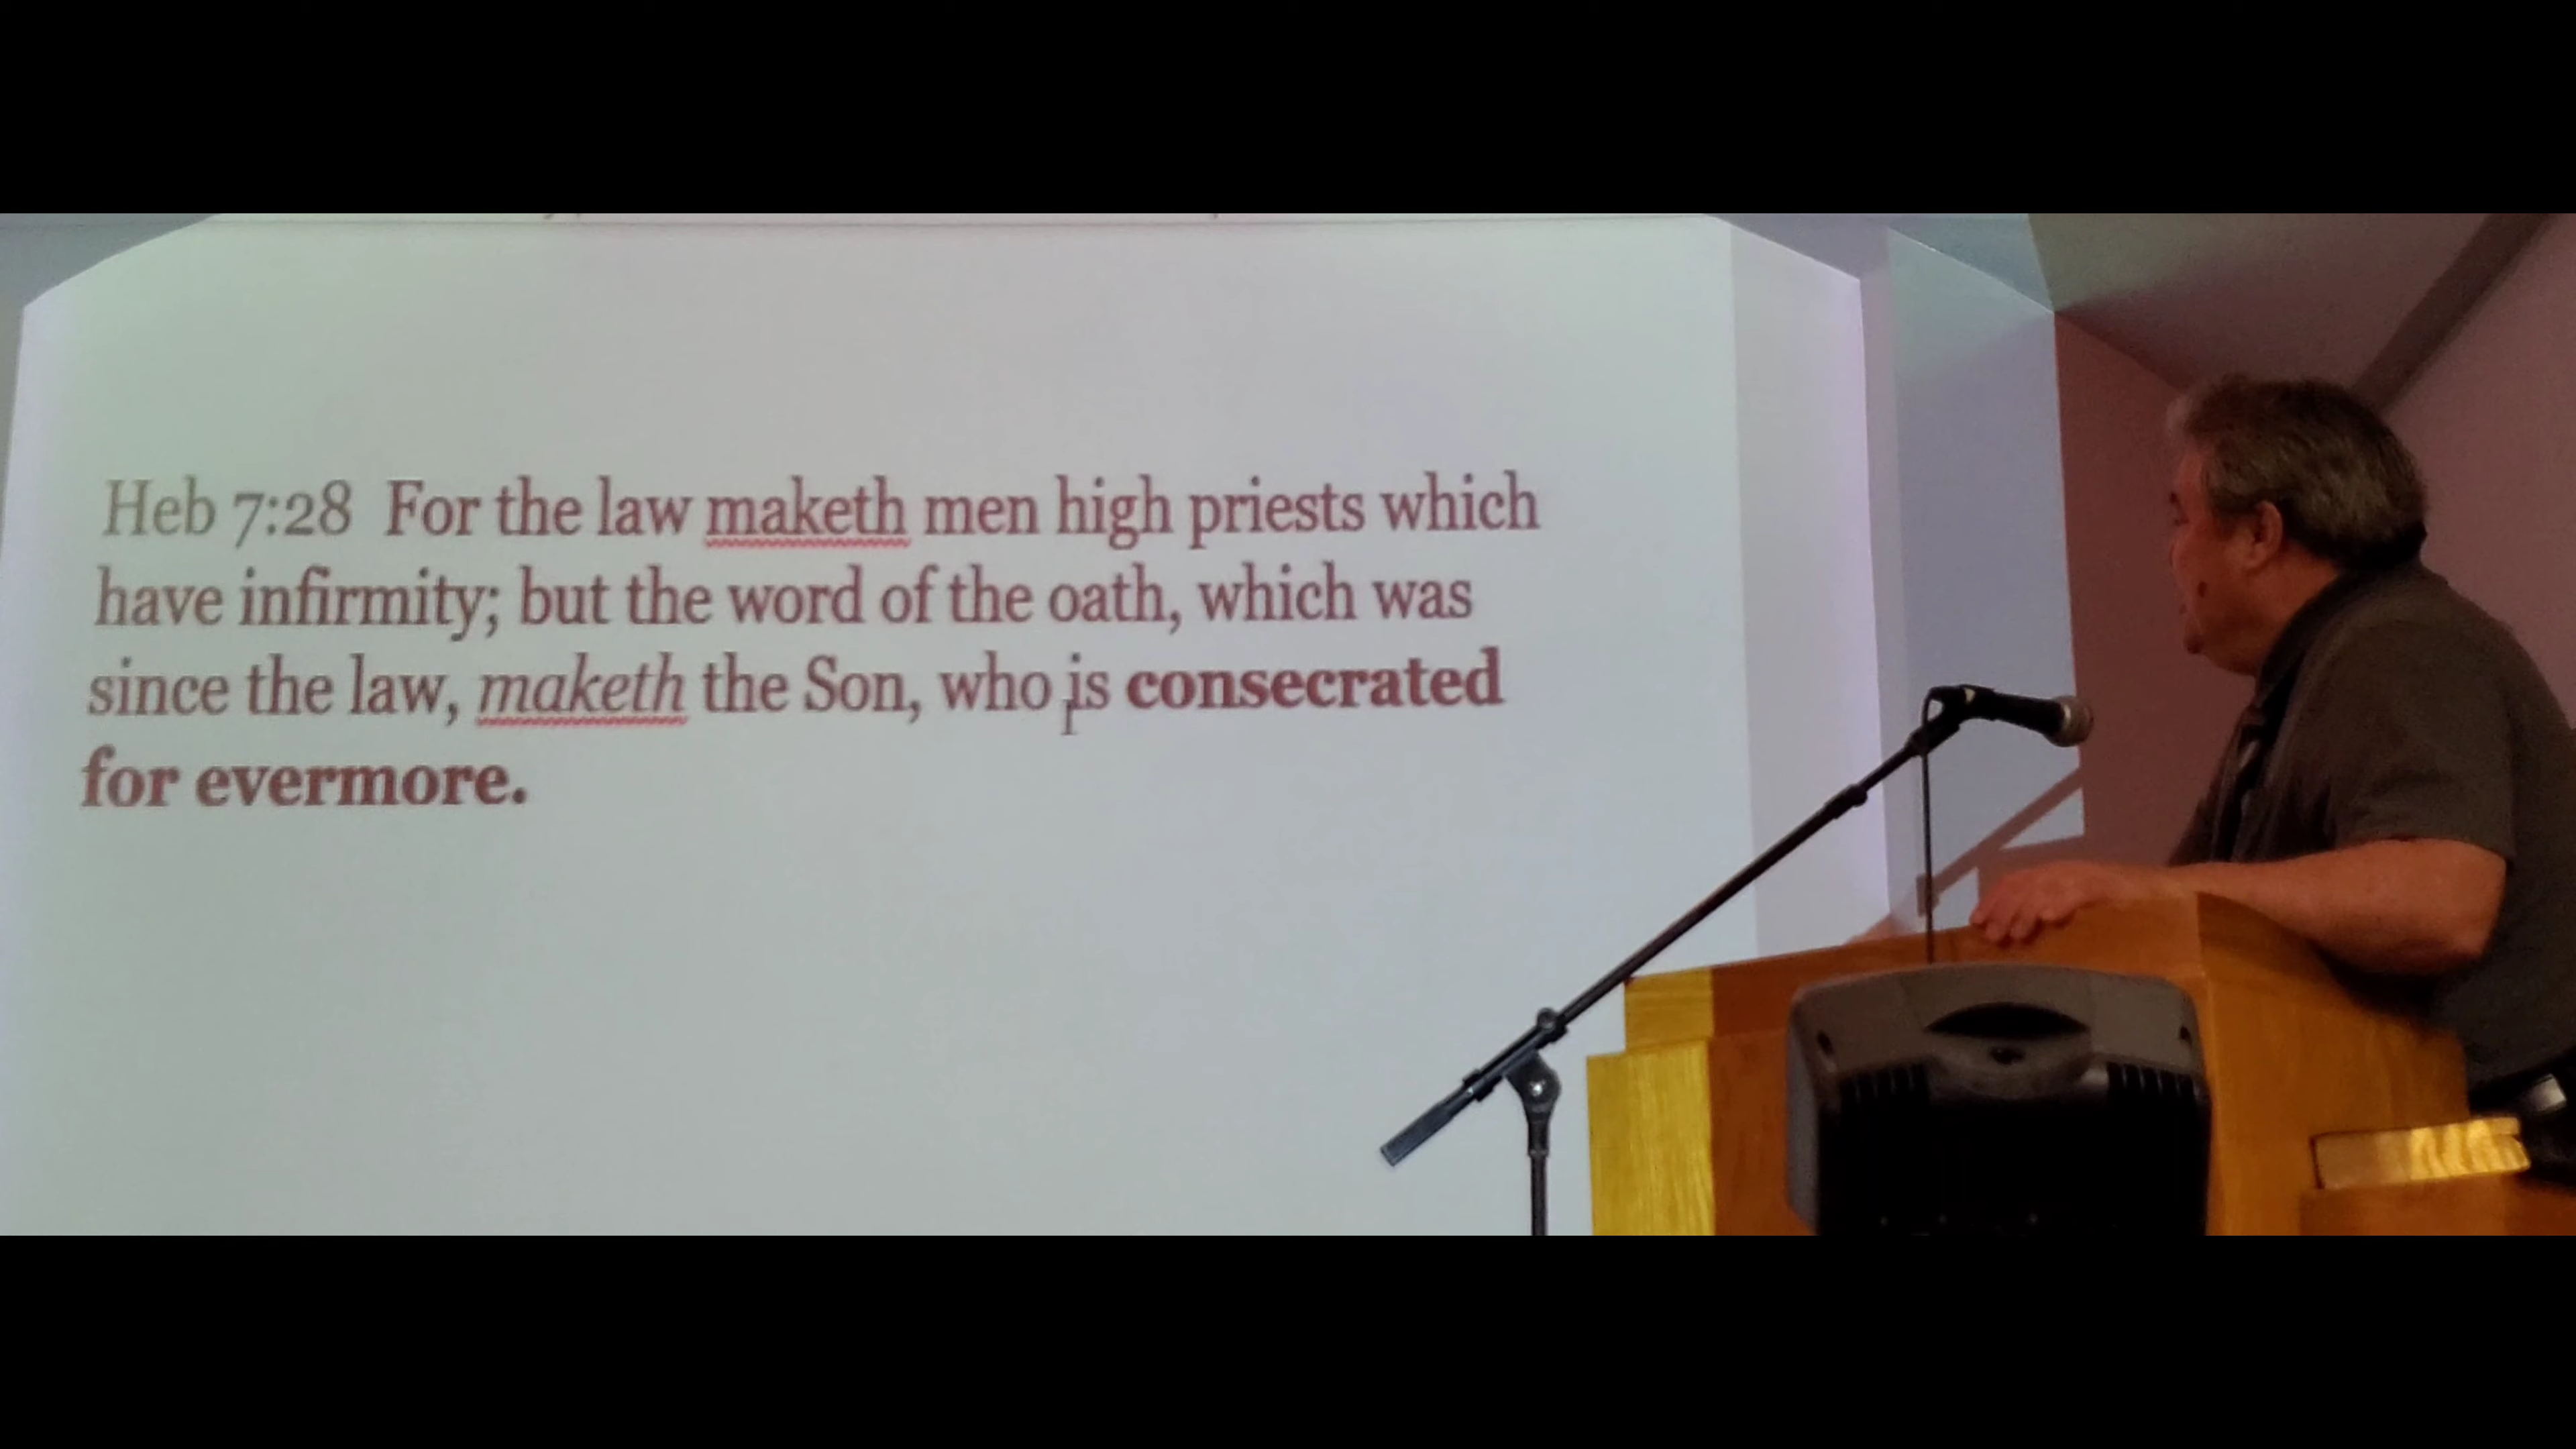 Heb 7:28 For the law maketh men high priests which
have infirmity; but the word of the oath, which was
since the law, maketh the Son, who is consecrated
for evermore.